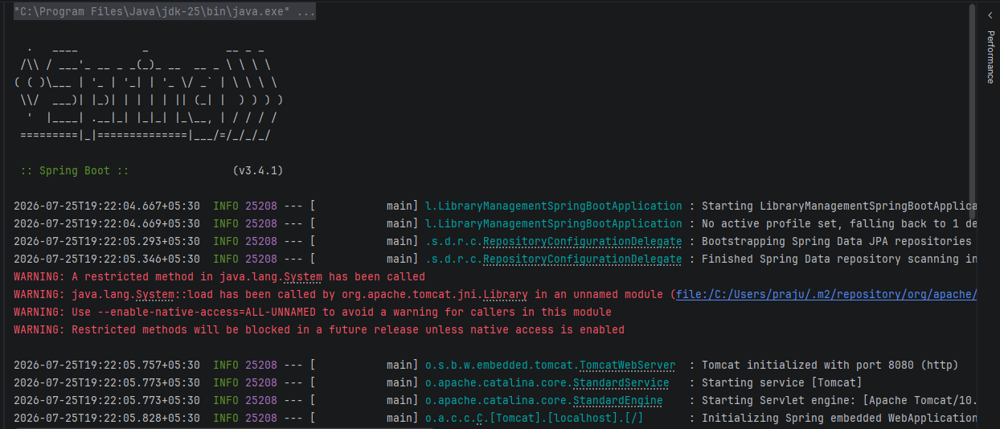 "C:\Program Files\Java\jdk-25\bin\java.exe" ...
  .   ____          _            __ _ _
 /\\ / ___'_ __ _ _(_)_ __  __ _ \ \ \ \
( ( )\___ | '_ | '_| | '_ \/ _` | \ \ \ \
 \\/  ___)| |_)| | | | | || (_| |  ) ) ) )
  '  |____| .__|_| |_|_| |_\__, | / / / /
 =========|_|==============|___/=/_/_/_/
 :: Spring Boot ::                (v3.4.1)
2026-07-25T19:22:04.667+05:30  INFO 25208 --- [           main] l.LibraryManagementSpringBootApplication : Starting LibraryManagementSpringBootApplica
2026-07-25T19:22:04.669+05:30  INFO 25208 --- [           main] l.LibraryManagementSpringBootApplication : No active profile set, falling back to 1 de
2026-07-25T19:22:05.293+05:30  INFO 25208 --- [           main] .s.d.r.c.RepositoryConfigurationDelegate : Bootstrapping Spring Data JPA repositories
2026-07-25T19:22:05.346+05:30  INFO 25208 --- [           main] .s.d.r.c.RepositoryConfigurationDelegate : Finished Spring Data repository scanning in
WARNING: A restricted method in java.lang.System has been called
WARNING: java.lang.System::load has been called by org.apache.tomcat.jni.Library in an unnamed module (file:/C:/Users/praju/.m2/repository/org/apache/
WARNING: Use --enable-native-access=ALL-UNNAMED to avoid a warning for callers in this module
WARNING: Restricted methods will be blocked in a future release unless native access is enabled
2026-07-25T19:22:05.757+05:30  INFO 25208 --- [           main] o.s.b.w.embedded.tomcat.TomcatWebServer  : Tomcat initialized with port 8080 (http)
2026-07-25T19:22:05.773+05:30  INFO 25208 --- [           main] o.apache.catalina.core.StandardService   : Starting service [Tomcat]
2026-07-25T19:22:05.773+05:30  INFO 25208 --- [           main] o.apache.catalina.core.StandardEngine    : Starting Servlet engine: [Apache Tomcat/10.
2026-07-25T19:22:05.828+05:30  INFO 25208 --- [           main] o.a.c.c.C.[Tomcat].[localhost].[/]       : Initializing Spring embedded WebApplication
Performance